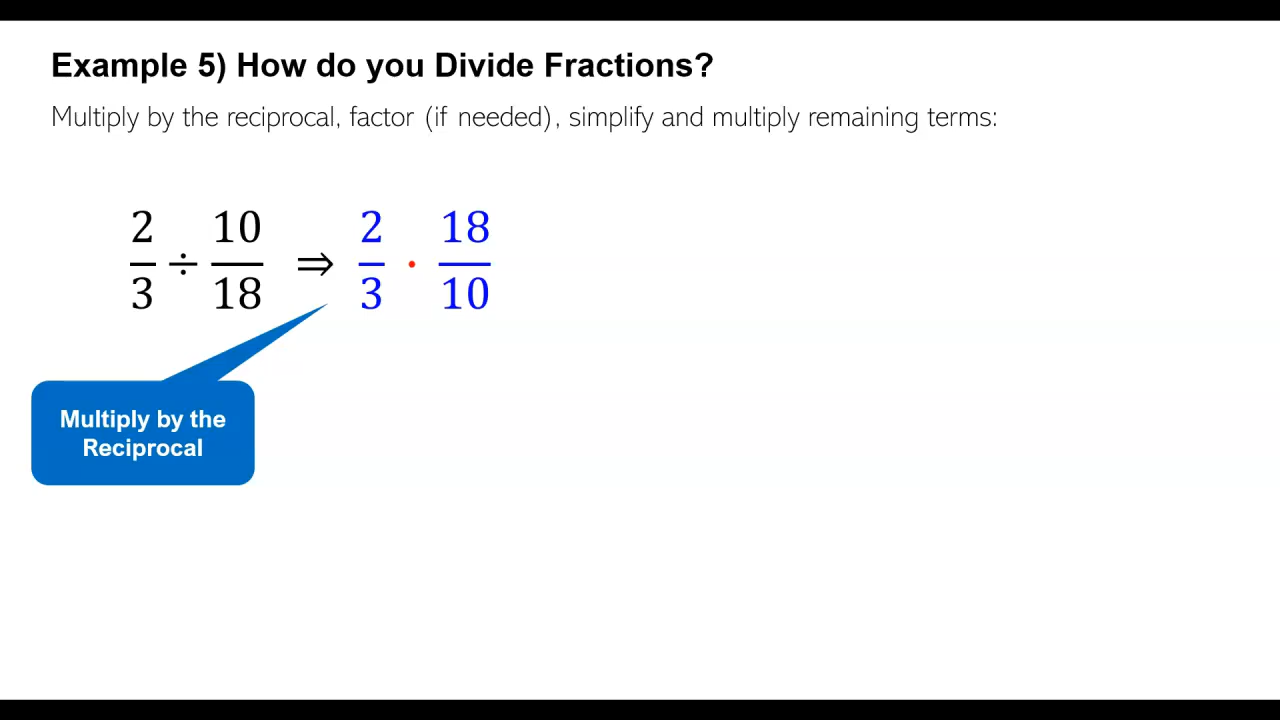 Example 5) How do you Divide Fractions?
Multiply by the reciprocal, factor (if needed), simplify and multiply remaining terms:
2/3 ÷ 10/18 ⇒ 2/3 · 18/10
Multiply by the
Reciprocal